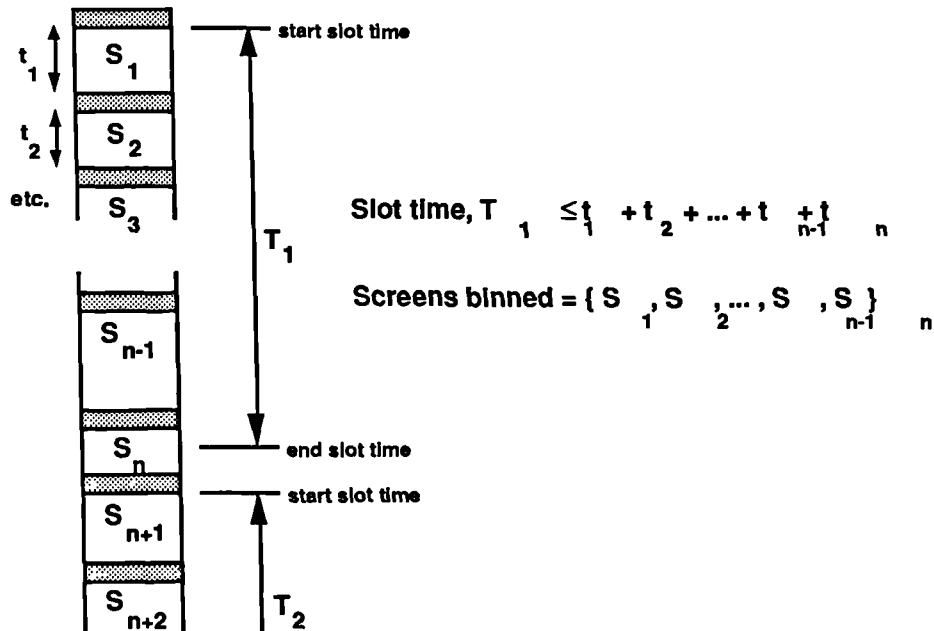 start slot time
t1
S1
t2
S2
etc.
S3
T1
Slot time, T1 ≤ t1 + t2 + ... + tn-1 + tn
Screens binned = { S1, S2, ... , Sn-1, Sn }
Sn-1
end slot time
Sn
start slot time
Sn+1
T2
Sn+2